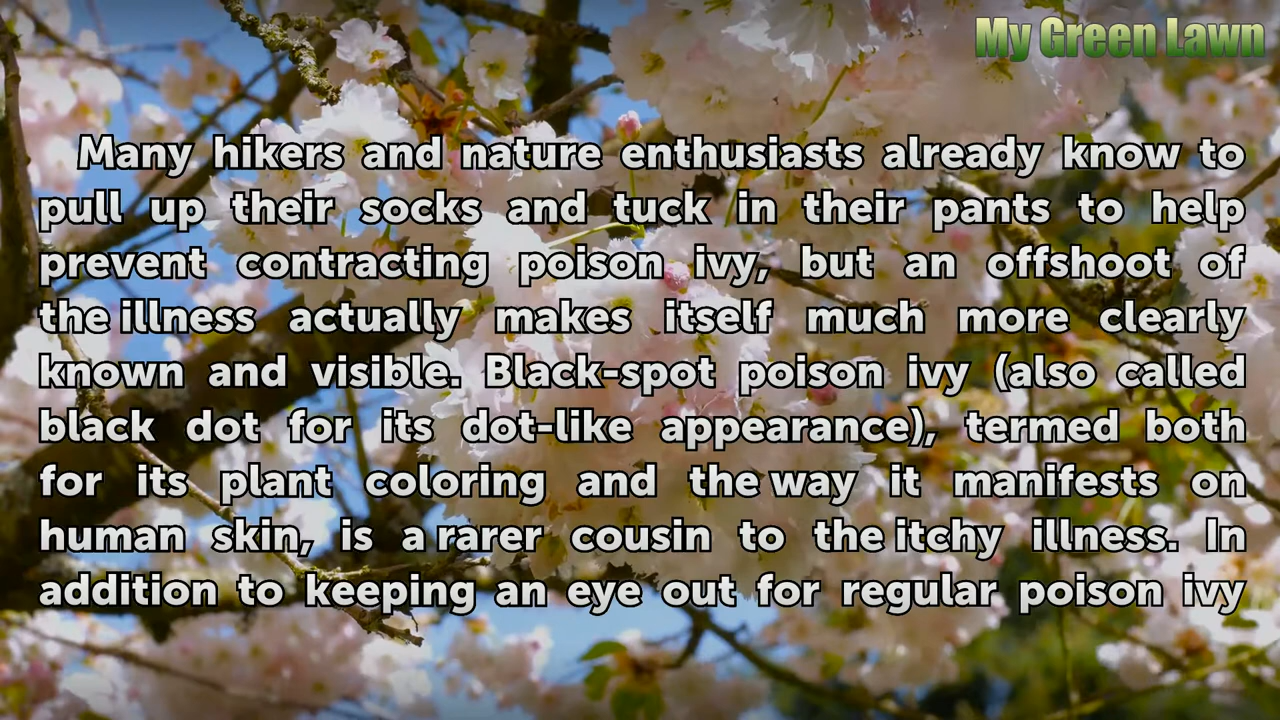 My Green Lawn
Many hikers and nature enthusiasts already know to
pull up their socks and tuck in their pants to help
prevent contracting poison ivy, but an offshoot of
the illness actually makes itself much more clearly
known and visible. Black-spot poison ivy (also called
black dot for its dot-like appearance), termed both
for its plant coloring and the way it manifests on
human skin, is a rarer cousin to the itchy illness. In
addition to keeping an eye out for regular poison ivy